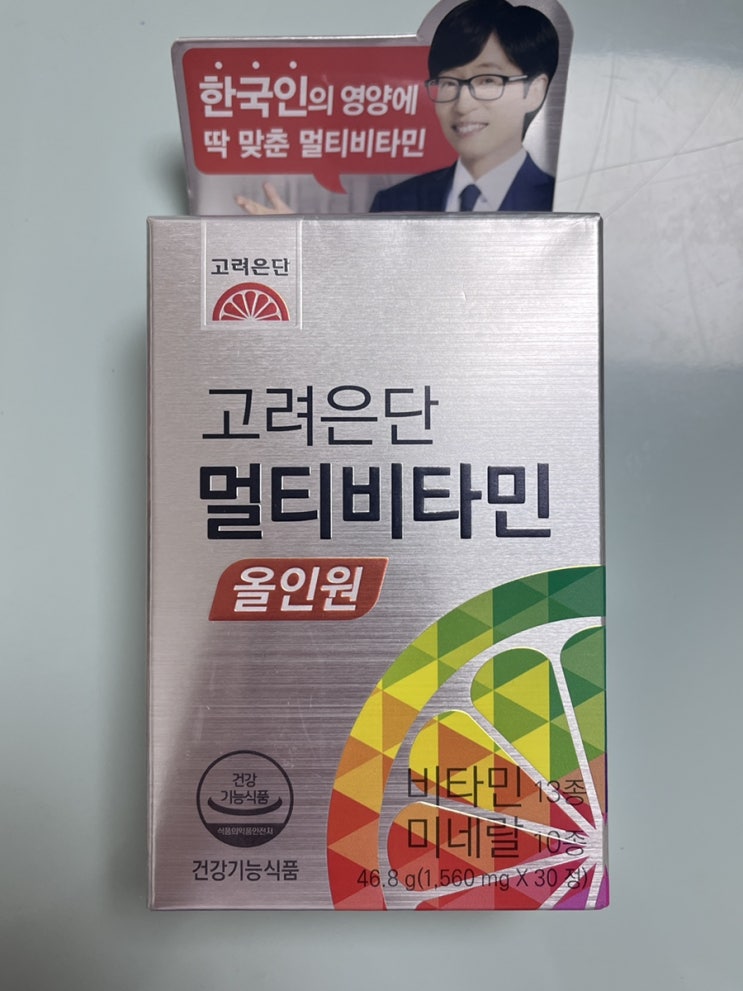 한국인의 영양에
딱 맞춘 멀티비타민
고려은단
고려은단
멀티비타민
올인원
건강
기능식품
식품의약품안전처
건강기능식품
비타민 13종
미네랄 10종
46.8 g(1,560 mg X 30 정)